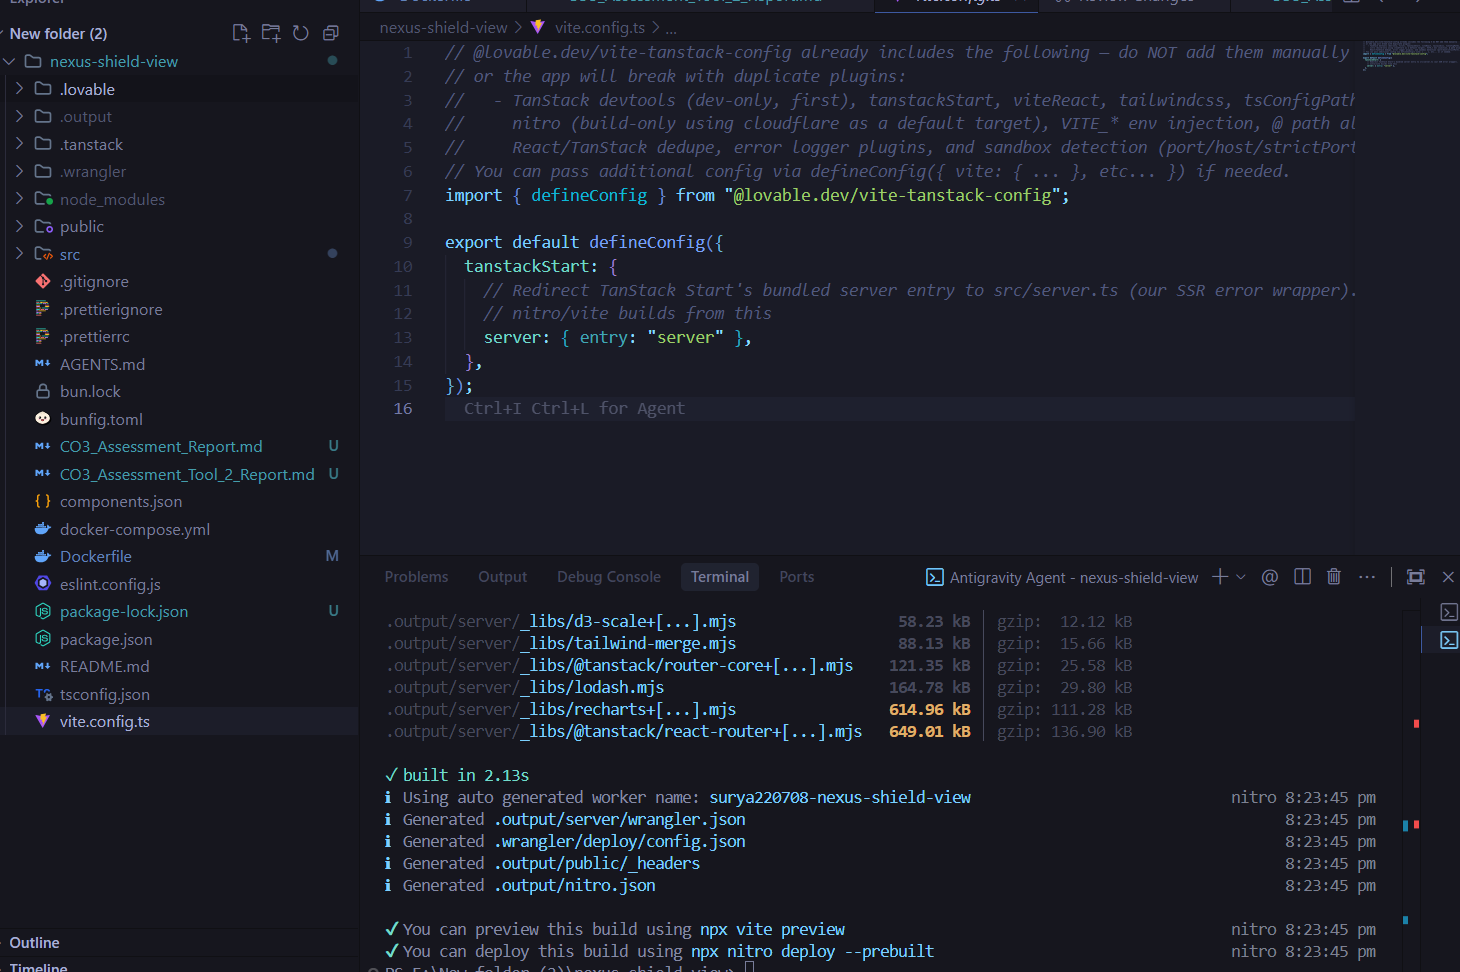 Explorer
New folder (2)
nexus-shield-view
.lovable
.output
.tanstack
.wrangler
node_modules
public
src
.gitignore
.prettierignore
.prettierrc
AGENTS.md
bun.lock
bunfig.toml
CO3_Assessment_Report.md U
CO3_Assessment_Tool_2_Report.md U
components.json
docker-compose.yml
Dockerfile M
eslint.config.js
package-lock.json U
package.json
README.md
tsconfig.json
vite.config.ts
Outline
Timeline
nexus-shield-view > vite.config.ts > ...
1 // @lovable.dev/vite-tanstack-config already includes the following — do NOT add them manually
2 // or the app will break with duplicate plugins:
3 //   - TanStack devtools (dev-only, first), tanstackStart, viteReact, tailwindcss, tsConfigPat
4 //     nitro (build-only using cloudflare as a default target), VITE_* env injection, @ path al
5 //     React/TanStack dedupe, error logger plugins, and sandbox detection (port/host/strictPort
6 // You can pass additional config via defineConfig({ vite: { ... }, etc... }) if needed.
7 import { defineConfig } from "@lovable.dev/vite-tanstack-config";
8
9 export default defineConfig({
10   tanstackStart: {
11     // Redirect TanStack Start's bundled server entry to src/server.ts (our SSR error wrapper).
12     // nitro/vite builds from this
13     server: { entry: "server" },
14   },
15 });
16   Ctrl+I Ctrl+L for Agent
Problems Output Debug Console Terminal Ports Antigravity Agent - nexus-shield-view
.output/server/_libs/d3-scale+[...].mjs 58.23 kB │ gzip: 12.12 kB
.output/server/_libs/tailwind-merge.mjs 88.13 kB │ gzip: 15.66 kB
.output/server/_libs/@tanstack/router-core+[...].mjs 121.35 kB │ gzip: 25.58 kB
.output/server/_libs/lodash.mjs 164.78 kB │ gzip: 29.80 kB
.output/server/_libs/recharts+[...].mjs 614.96 kB │ gzip: 111.28 kB
.output/server/_libs/@tanstack/react-router+[...].mjs 649.01 kB │ gzip: 136.90 kB
✓ built in 2.13s
ℹ Using auto generated worker name: surya220708-nexus-shield-view nitro 8:23:45 pm
ℹ Generated .output/server/wrangler.json 8:23:45 pm
ℹ Generated .wrangler/deploy/config.json 8:23:45 pm
ℹ Generated .output/public/_headers 8:23:45 pm
ℹ Generated .output/nitro.json 8:23:45 pm
✓ You can preview this build using npx vite preview nitro 8:23:45 pm
✓ You can deploy this build using npx nitro deploy --prebuilt nitro 8:23:45 pm
PS E:\New folder (2)\nexus-shield-view>